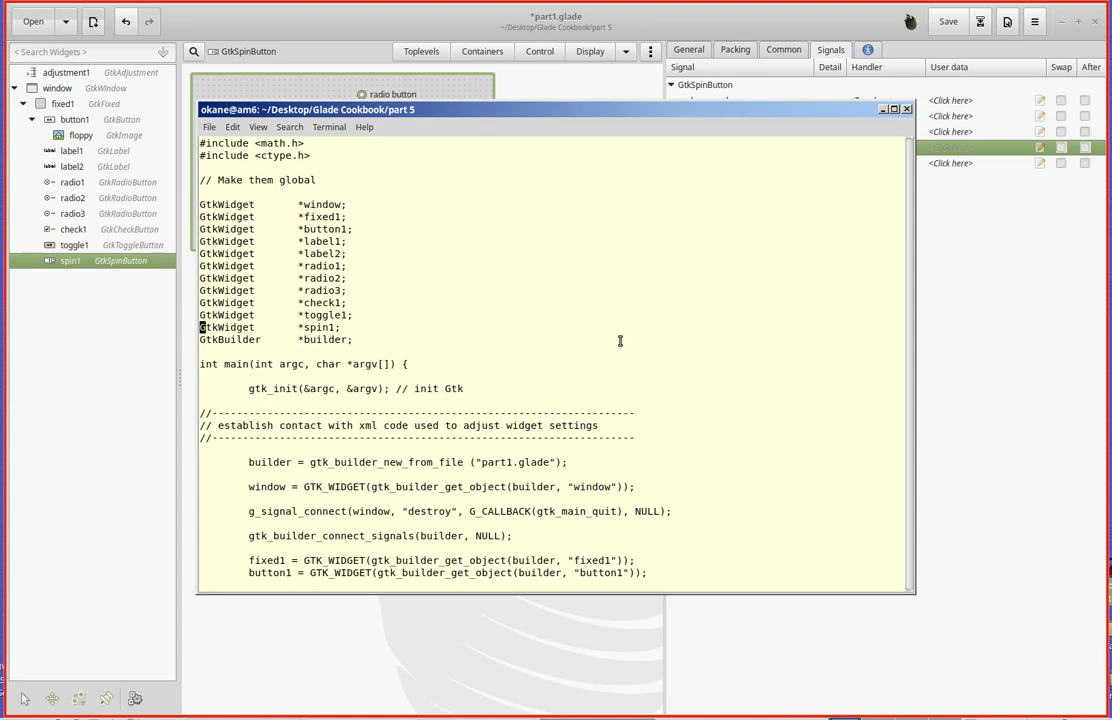 Open
*part1.glade
~/Desktop/Glade Cookbook/part 5
Save
< Search Widgets >
GtkSpinButton
Toplevels
Containers
Control
Display
General
Packing
Common
Signals
Signal
Detail
Handler
User data
Swap
After
adjustment1 GtkAdjustment
window GtkWindow
fixed1 GtkFixed
button1 GtkButton
floppy GtkImage
label1 GtkLabel
label2 GtkLabel
radio1 GtkRadioButton
radio2 GtkRadioButton
radio3 GtkRadioButton
check1 GtkCheckButton
toggle1 GtkToggleButton
spin1 GtkSpinButton
radio button
GtkSpinButton
<Click here>
<Click here>
<Click here>
<Click here>
<Click here>
okane@am6: ~/Desktop/Glade Cookbook/part 5
File Edit View Search Terminal Help
#include <math.h>
#include <ctype.h>
// Make them global
GtkWidget *window;
GtkWidget *fixed1;
GtkWidget *button1;
GtkWidget *label1;
GtkWidget *label2;
GtkWidget *radio1;
GtkWidget *radio2;
GtkWidget *radio3;
GtkWidget *check1;
GtkWidget *toggle1;
GtkWidget *spin1;
GtkBuilder *builder;
int main(int argc, char *argv[]) {
gtk_init(&argc, &argv); // init Gtk
//---------------------------------------------------------------------
// establish contact with xml code used to adjust widget settings
//---------------------------------------------------------------------
builder = gtk_builder_new_from_file ("part1.glade");
window = GTK_WIDGET(gtk_builder_get_object(builder, "window"));
g_signal_connect(window, "destroy", G_CALLBACK(gtk_main_quit), NULL);
gtk_builder_connect_signals(builder, NULL);
fixed1 = GTK_WIDGET(gtk_builder_get_object(builder, "fixed1"));
button1 = GTK_WIDGET(gtk_builder_get_object(builder, "button1"));